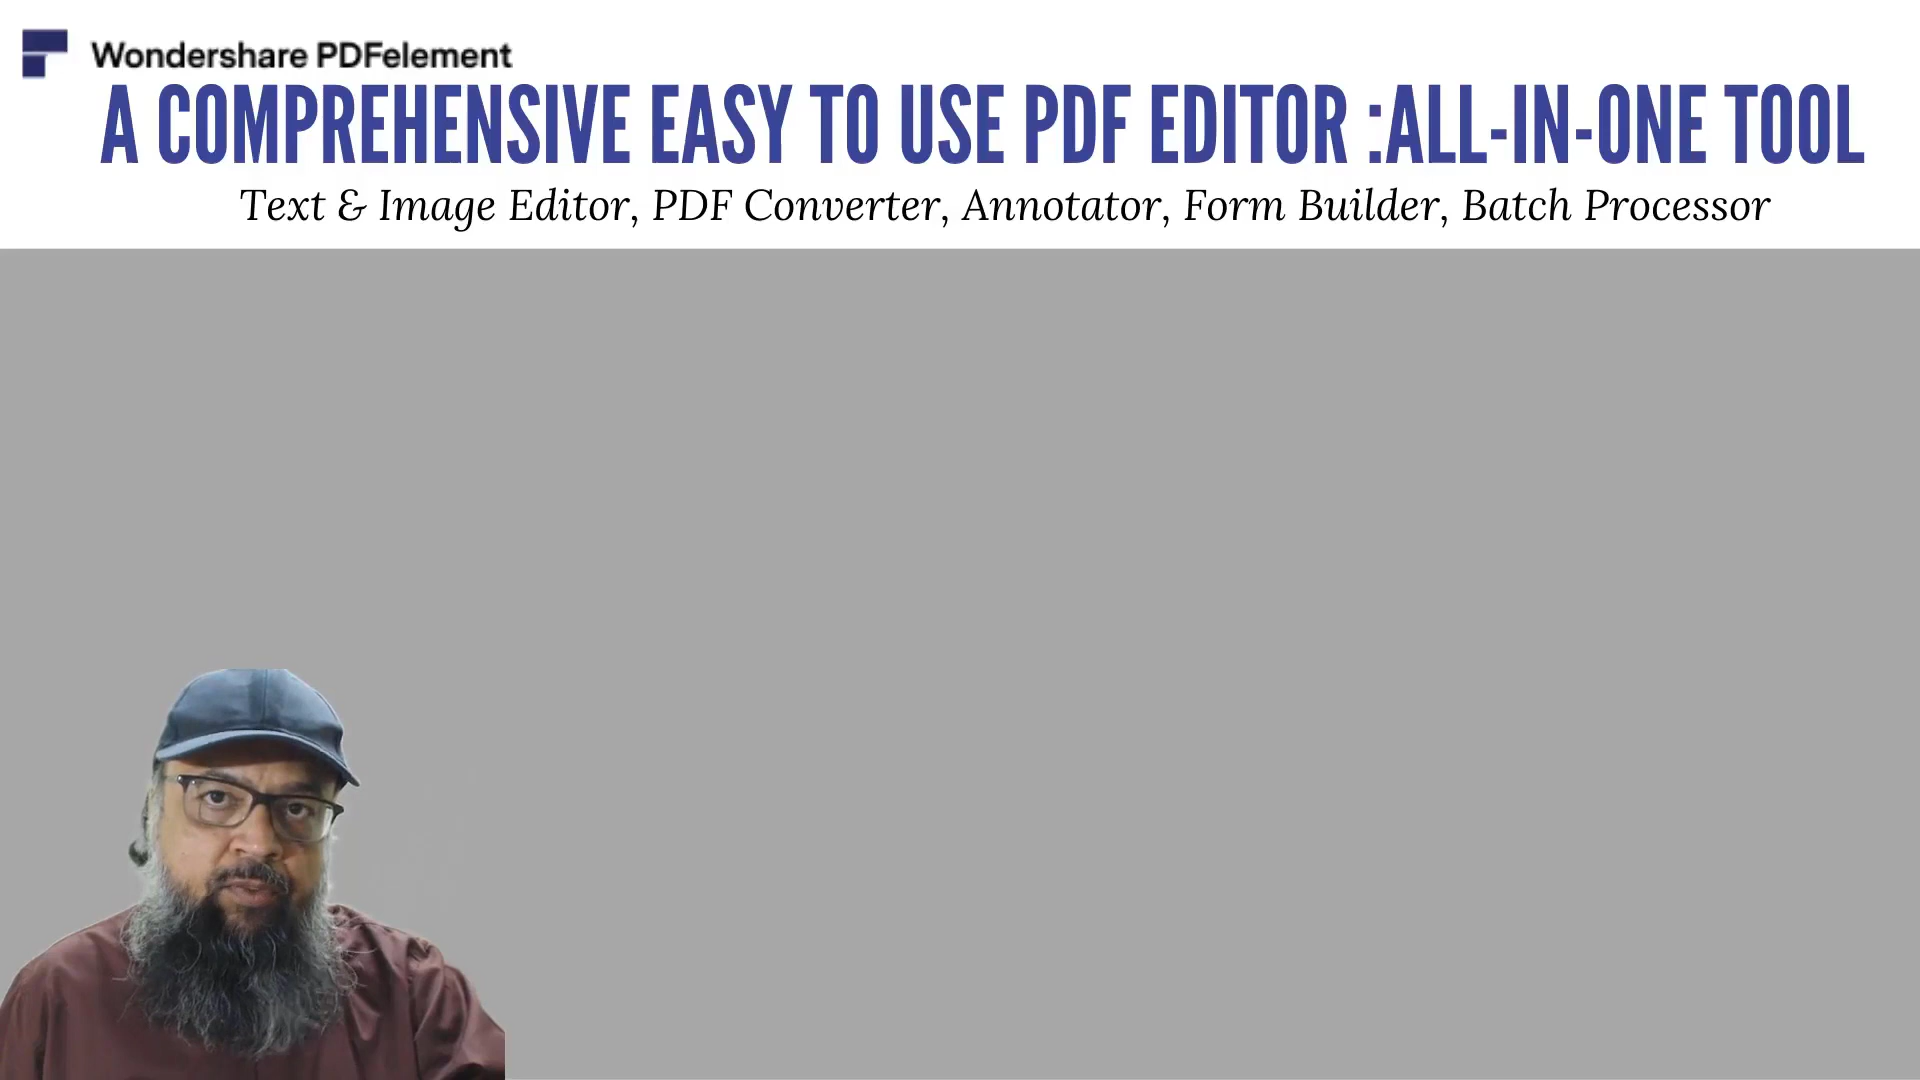 Wondershare PDFelement
A COMPREHENSIVE EASY TO USE PDF EDITOR :ALL-IN-ONE TOOL
Text & Image Editor, PDF Converter, Annotator, Form Builder, Batch Processor